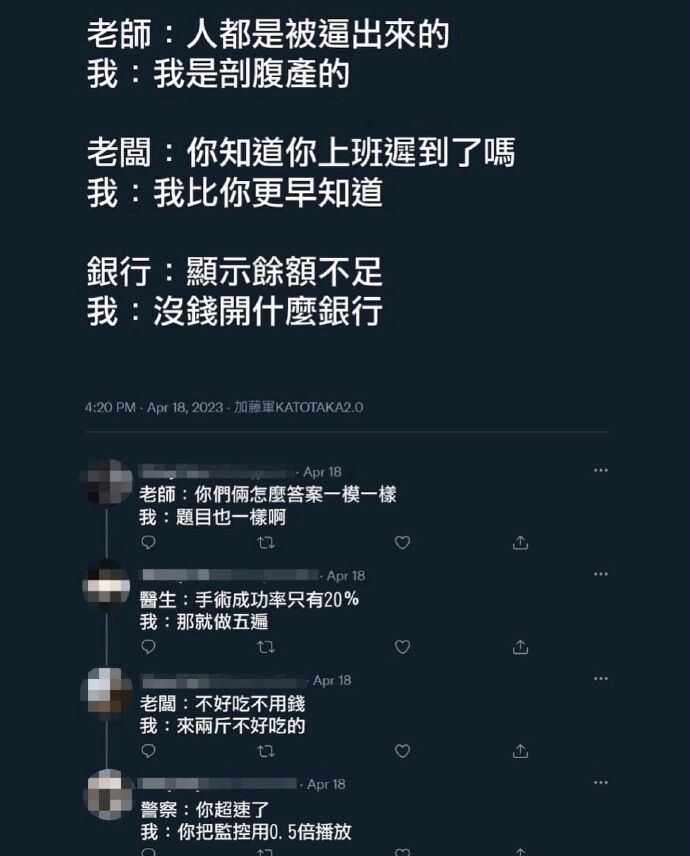 老師：人都是被逼出來的
我：我是剖腹產的
老闆：你知道你上班遲到了嗎
我：我比你更早知道
銀行：顯示餘額不足
我：沒錢開什麼銀行
4:20 PM · Apr 18, 2023 · 加藤軍KATOTAKA2.0
· Apr 18
老師：你們倆怎麼答案一模一樣
我：題目也一樣啊
· Apr 18
醫生：手術成功率只有20%
我：那就做五遍
· Apr 18
老闆：不好吃不用錢
我：來兩斤不好吃的
· Apr 18
警察：你超速了
我：你把監控用0.5倍播放